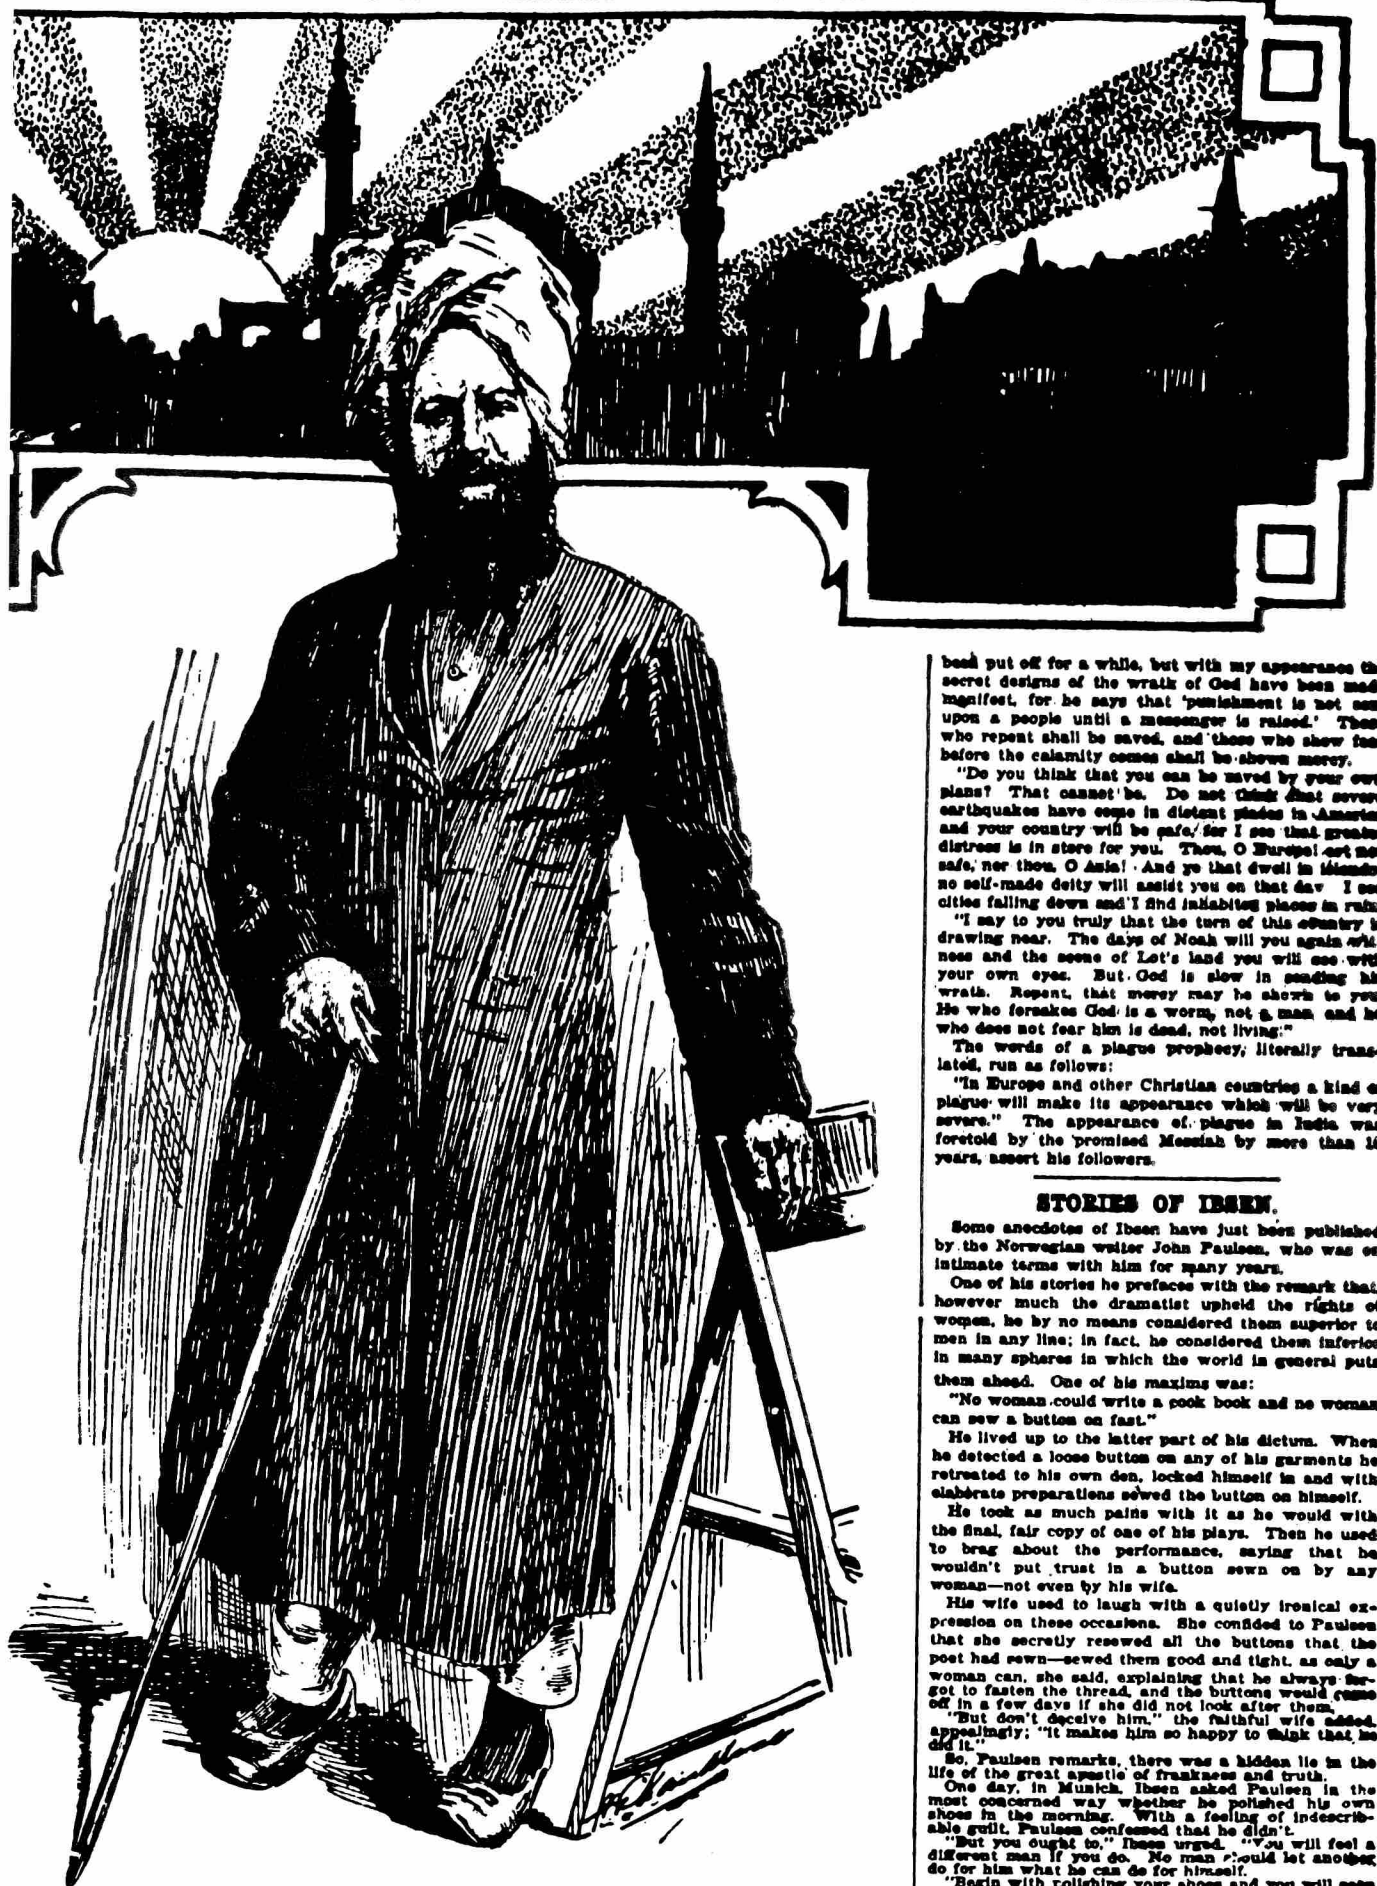 been put off for a while, but with my appearance th
secret designs of the wrath of God have been mad
manifest, for he says that 'punishment is not sen
upon a people until a messenger is raised.' Thos
who repent shall be saved, and those who show fea
before the calamity comes shall be shown mercy.
"Do you think that you can be saved by your own
plans? That cannot be. Do not think that severe
earthquakes have come in distant places in America
and your country will be safe, for I see that greater
distress is in store for you. Thou, O Europe! art not
safe, nor thou, O Asia! And ye that dwell in islands
no self-made deity will assist you on that day I see
cities falling down and I find inhabited places in ruin
"I say to you truly that the turn of this country is
drawing near. The days of Noah will you again wit-
ness and the scene of Lot's land you will see with
your own eyes. But God is slow in sending his
wrath. Repent, that mercy may be shown to you
He who forsakes God is a worm, not a man and he
who does not fear him is dead, not living."
The words of a plague prophecy, literally trans-
lated, run as follows:
"In Europe and other Christian countries a kind o
plague will make its appearance which will be very
severe." The appearance of plague in India was
foretold by the promised Messiah by more than
years, assert his followers.
STORIES OF IBSEN.
Some anecdotes of Ibsen have just been published
by the Norwegian writer John Paulsen, who was on
intimate terms with him for many years.
One of his stories he prefaces with the remark that
however much the dramatist upheld the rights of
women, he by no means considered them superior to
men in any line; in fact, he considered them inferior
in many spheres in which the world in general puts
them ahead. One of his maxims was:
"No woman could write a cook book and no woman
can sew a button on fast."
He lived up to the latter part of his dictum. When
he detected a loose button on any of his garments he
retreated to his own den, locked himself in and with
elaborate preparations sewed the button on himself.
He took as much pains with it as he would with
the final, fair copy of one of his plays. Then he used
to brag about the performance, saying that he
wouldn't put trust in a button sewn on by any
woman—not even by his wife.
His wife used to laugh with a quietly ironical ex-
pression on these occasions. She confided to Paulsen
that she secretly resewed all the buttons that the
poet had sewn—sewed them good and tight, as only a
woman can, she said, explaining that he always for-
got to fasten the thread, and the buttons would come
off in a few days if she did not look after them.
"But don't deceive him," the faithful wife added,
appealingly; "it makes him so happy to think that he
did it."
So, Paulsen remarks, there was a hidden lie in the
life of the great apostle of frankness and truth.
One day, in Munich, Ibsen asked Paulsen in the
most concerned way whether he polished his own
shoes in the morning. With a feeling of indescrib-
able guilt, Paulsen confessed that he didn't.
"But you ought to," Ibsen urged. "You will feel a
different man if you do. No man should let another
do for him what he can do for himself.
"Begin with polishing your shoes and you will soon